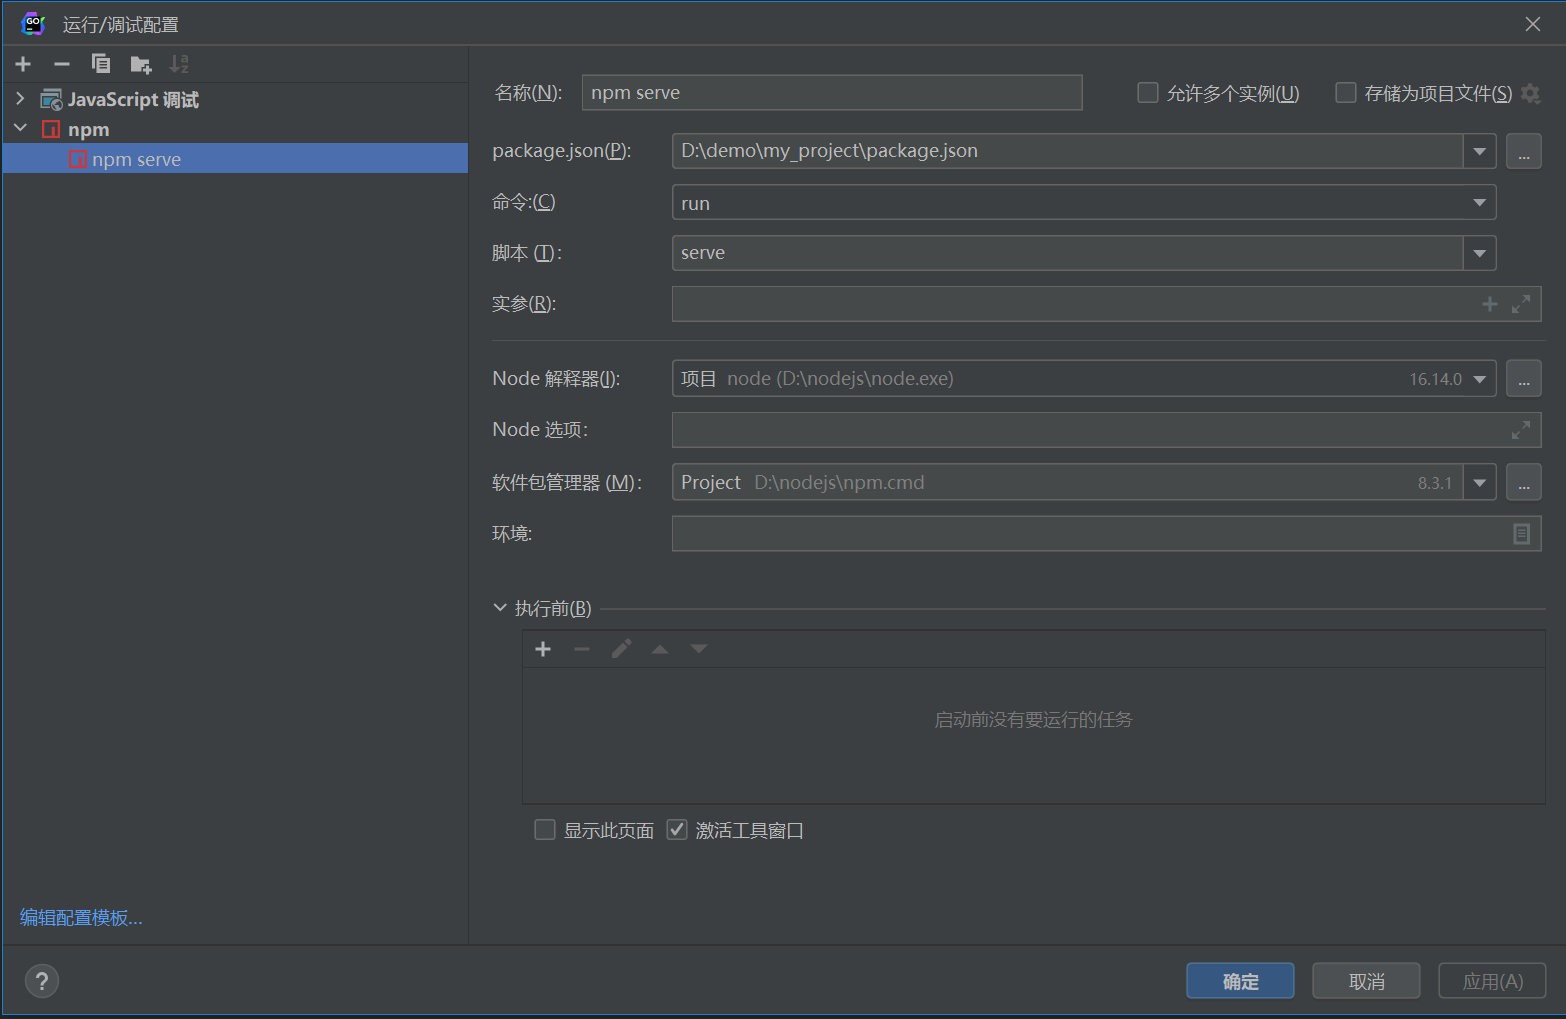 GO
运行/调试配置
JavaScript 调试
npm
npm serve
编辑配置模板...
名称(N):
npm serve
允许多个实例(U)
存储为项目文件(S)
package.json(P):
D:\demo\my_project\package.json
...
命令:(C)
run
脚本 (T):
serve
实参(R):
Node 解释器(I):
项目 node (D:\nodejs\node.exe)
16.14.0
...
Node 选项:
软件包管理器 (M):
Project D:\nodejs\npm.cmd
8.3.1
...
环境:
执行前(B)
启动前没有要运行的任务
显示此页面
激活工具窗口
?
确定
取消
应用(A)